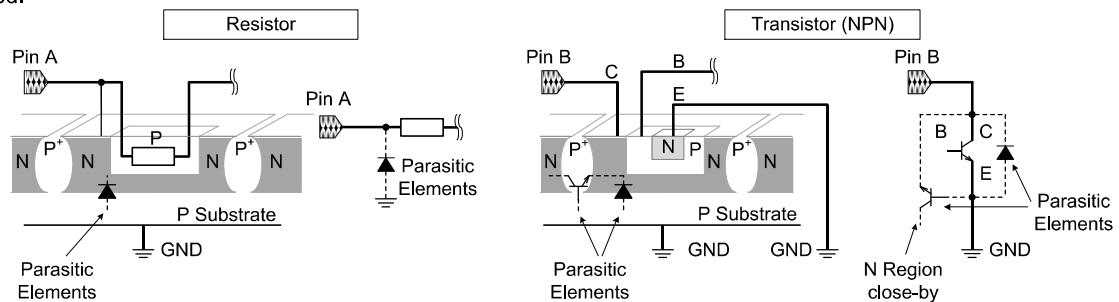 Resistor
Transistor (NPN)
Pin A
Pin A
N
P+
N
P
N
P+
N
Parasitic
Elements
P Substrate
GND
Parasitic
Elements
Pin B
C
B
E
N
P+
N
N
P
P+
N
N
P Substrate
GND
GND
Parasitic
Elements
Pin B
B
C
E
Parasitic
Elements
GND
N Region
close-by